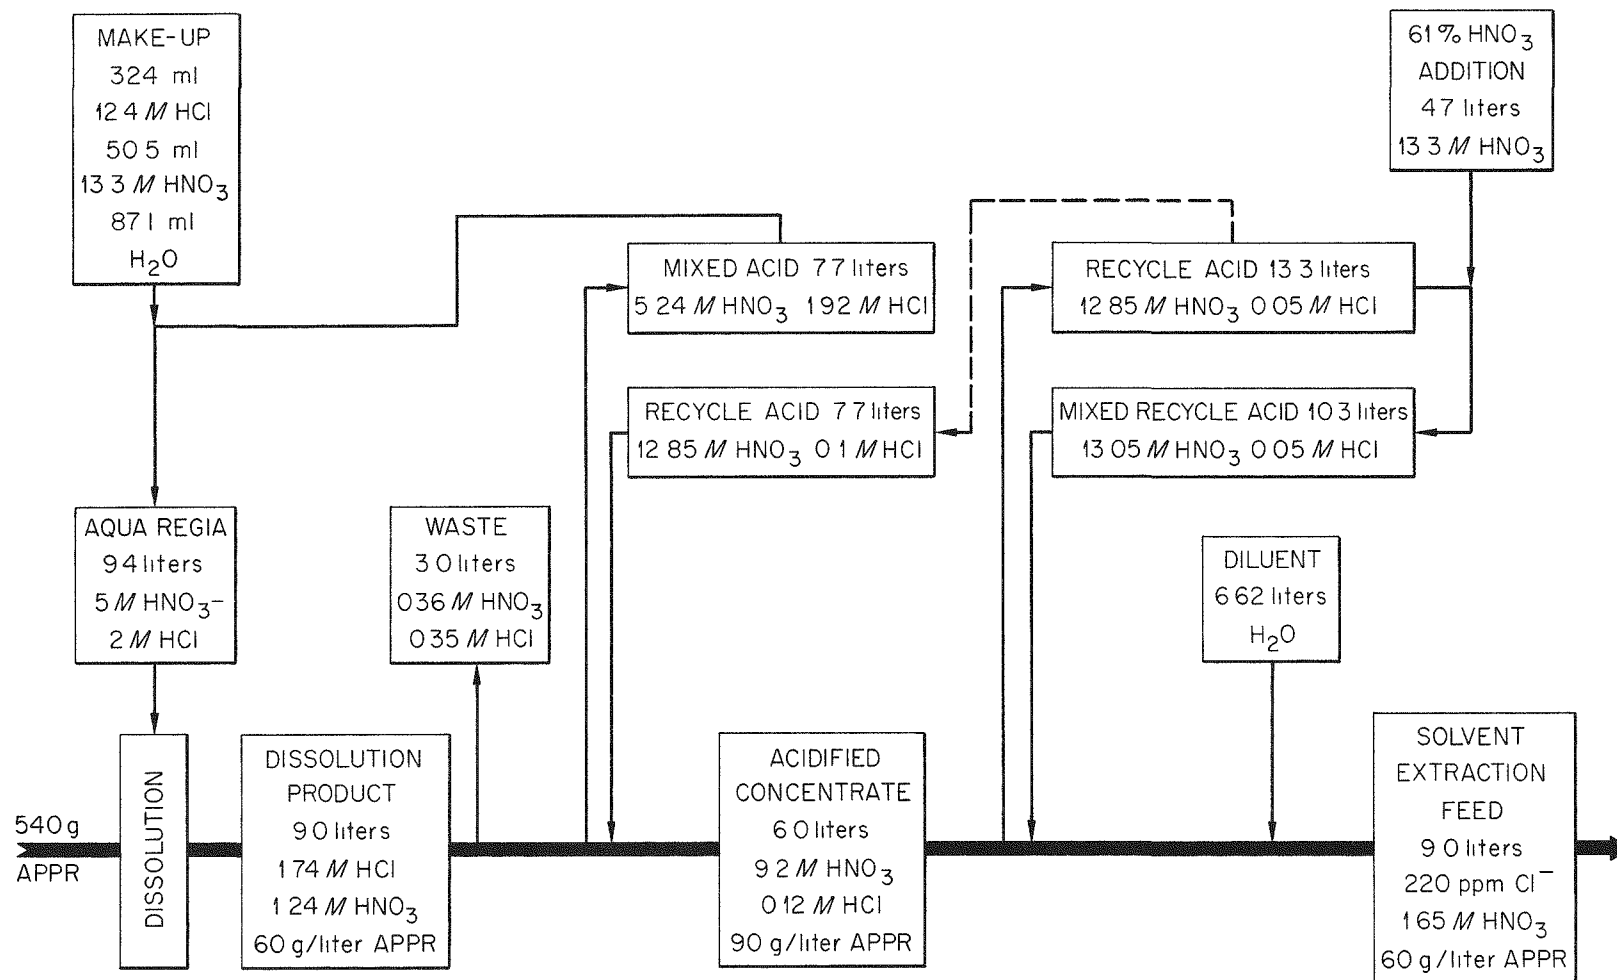 MAKE-UP
324 ml
12 4 M HCl
50 5 ml
13 3 M HNO₃
871 ml
H₂O
61% HNO₃
ADDITION
4 7 liters
13 3 M HNO₃
MIXED ACID 7 7 liters
5 24 M HNO₃ 1 92 M HCl
RECYCLE ACID 13 3 liters
12 85 M HNO₃ 0 05 M HCl
RECYCLE ACID 7 7 liters
12 85 M HNO₃ 0 1 M HCl
MIXED RECYCLE ACID 10 3 liters
13 05 M HNO₃ 0 05 M HCl
AQUA REGIA
9 4 liters
5 M HNO₃–
2 M HCl
WASTE
3 0 liters
0 36 M HNO₃
0 35 M HCl
DILUENT
6 62 liters
H₂O
540 g
APPR
DISSOLUTION
DISSOLUTION
PRODUCT
9 0 liters
1 74 M HCl
1.24 M HNO₃
60 g/liter APPR
ACIDIFIED
CONCENTRATE
6 0 liters
9 2 M HNO₃
0 12 M HCl
90 g/liter APPR
SOLVENT
EXTRACTION
FEED
9 0 liters
220 ppm Cl⁻
1 65 M HNO₃
60 g/liter APPR